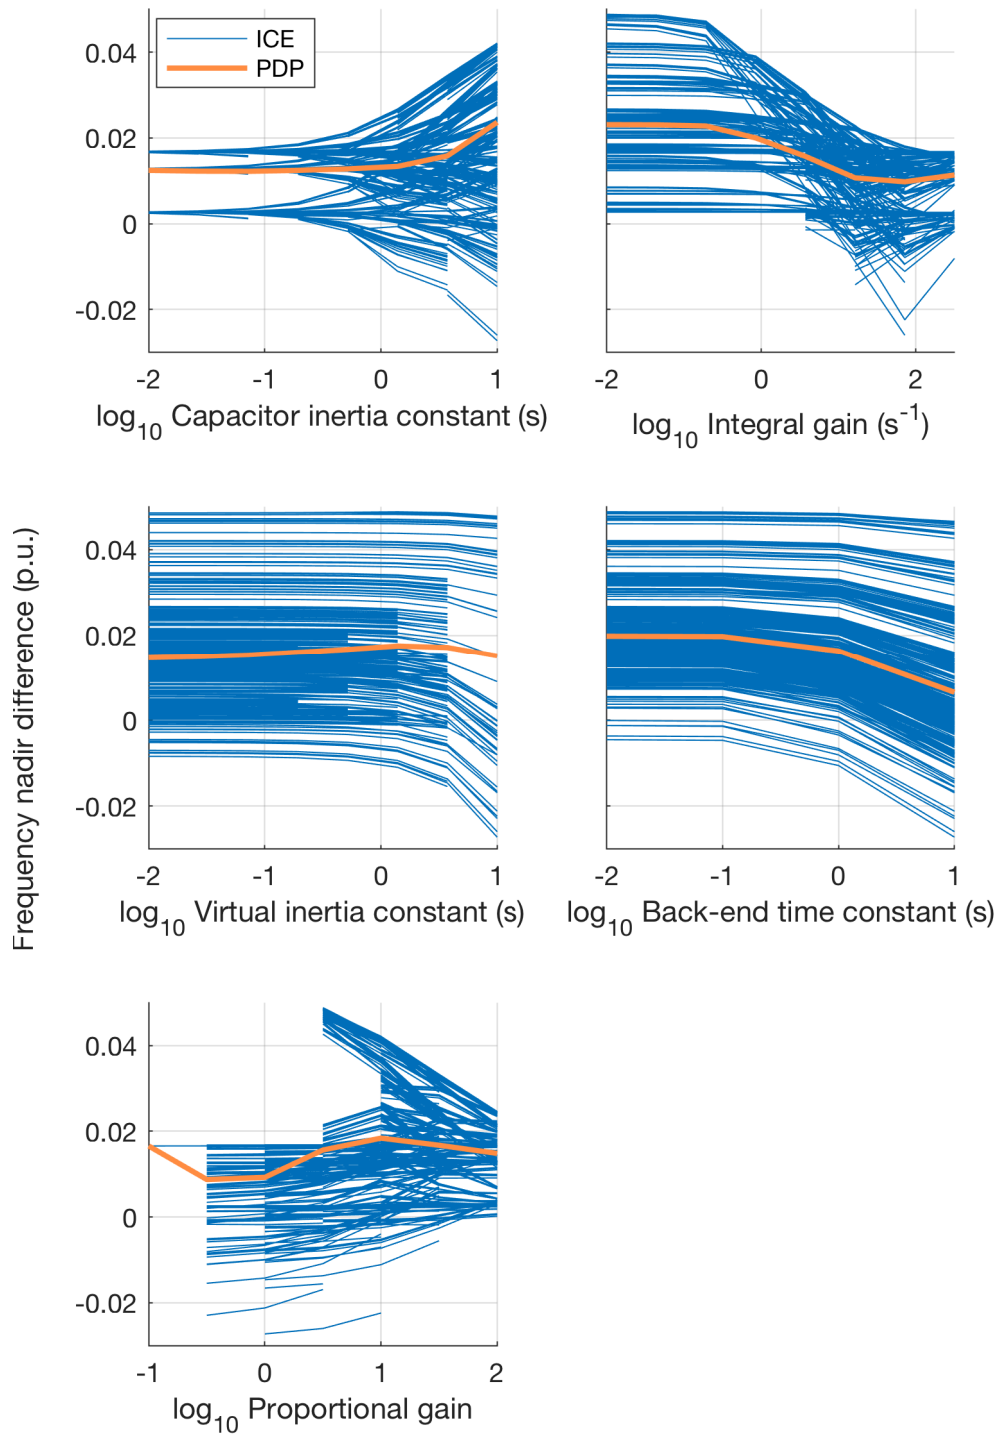 ICE
PDP
0.04
0.02
0
-0.02
-2 -1 0 1
log10 Capacitor inertia constant (s)
-2 0 2
log10 Integral gain (s-1)
Frequency nadir difference (p.u.)
0.04
0.02
0
-0.02
-2 -1 0 1
log10 Virtual inertia constant (s)
-2 -1 0 1
log10 Back-end time constant (s)
0.04
0.02
0
-0.02
-1 0 1 2
log10 Proportional gain